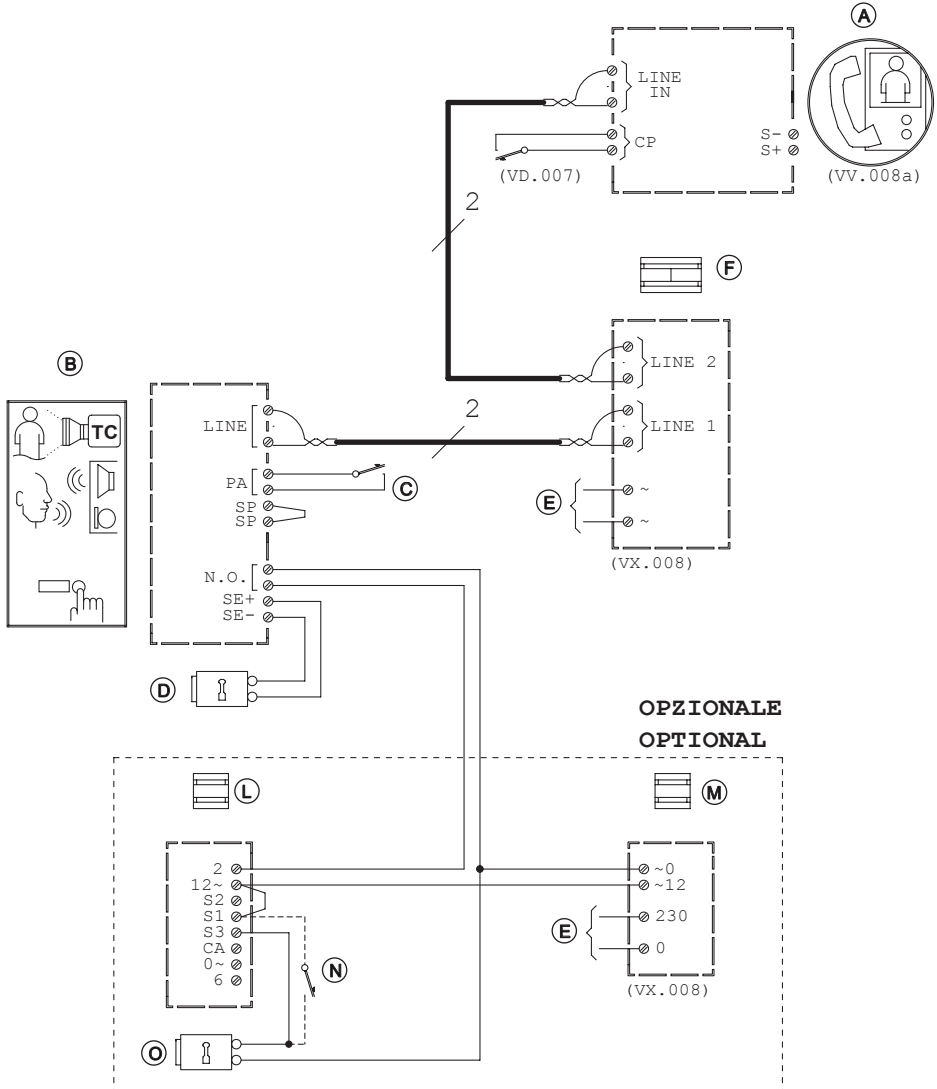 A
LINE
IN
CP
S-
S+
(VD.007)
(VV.008a)
2
F
LINE 2
LINE 1
~
~
E
(VX.008)
B
TC
LINE
2
PA
C
SP
SP
N.O.
SE+
SE-
D
OPZIONALE
OPTIONAL
L
M
2
12~
S2
S1
S3
CA
0~
6
N
O
~0
~12
230
0
E
(VX.008)